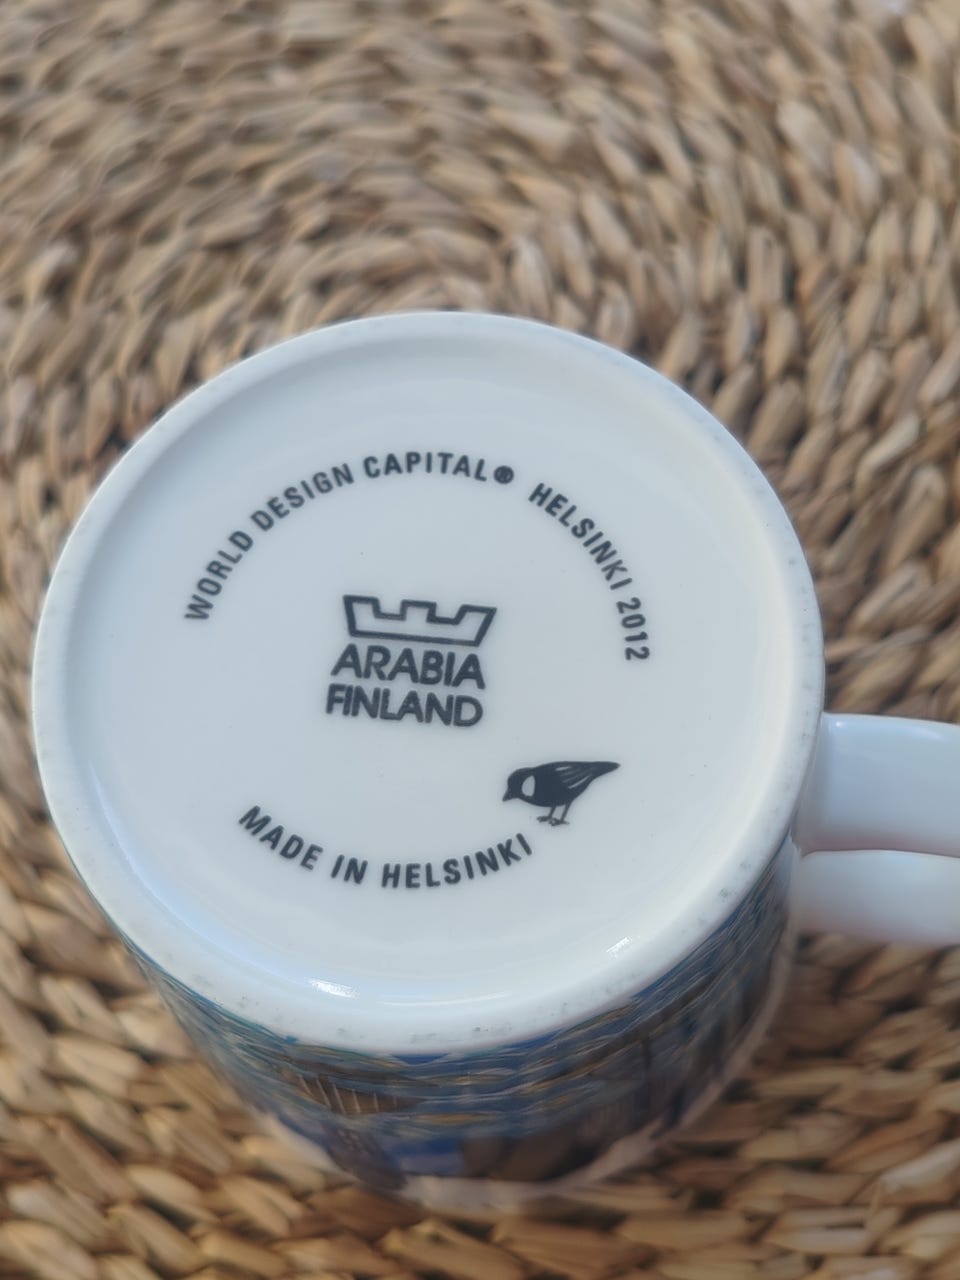 WORLD DESIGN CAPITAL® HELSINKI 2012
ARABIA
FINLAND
MADE IN HELSINKI